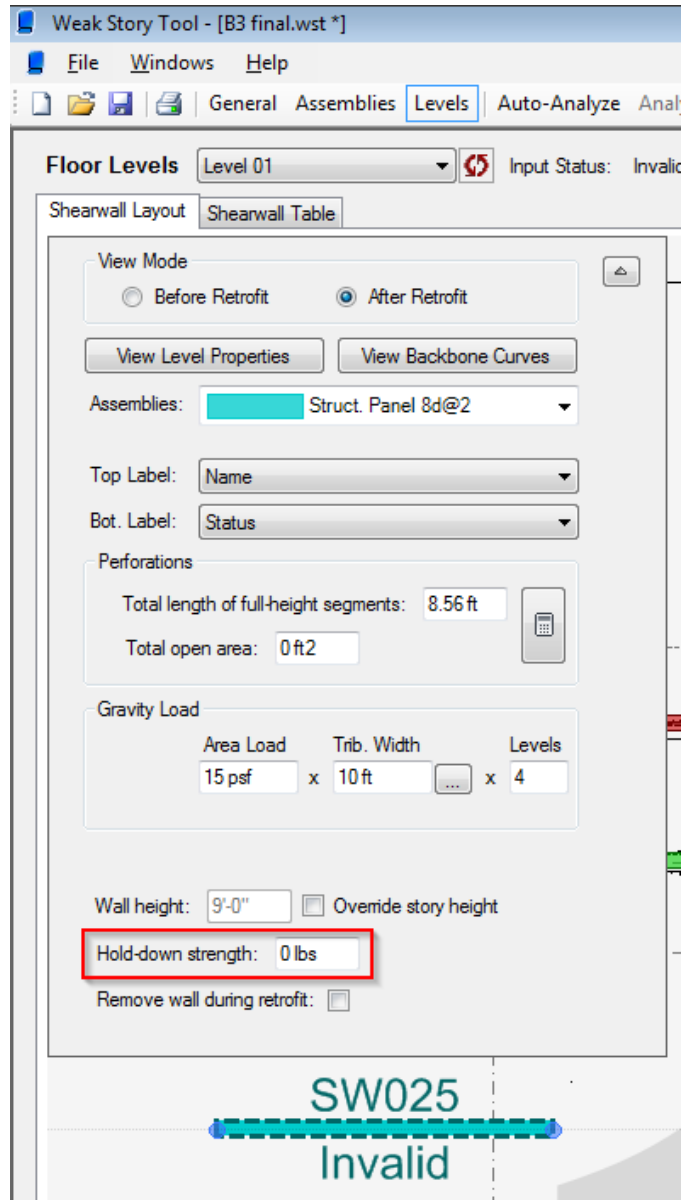 Weak Story Tool - [B3 final.wst *]
File Windows Help
General Assemblies Levels Auto-Analyze
Floor Levels Level 01 Input Status:
Shearwall Layout Shearwall Table
View Mode
Before Retrofit After Retrofit
View Level Properties View Backbone Curves
Assemblies: Struct. Panel 8d@2
Top Label: Name
Bot. Label: Status
Perforations
Total length of full-height segments: 8.56 ft
Total open area: 0 ft2
Gravity Load
Area Load Trib. Width Levels
15 psf x 10 ft ... x 4
Wall height: 9'-0" Override story height
Hold-down strength: 0 lbs
Remove wall during retrofit:
SW025
Invalid